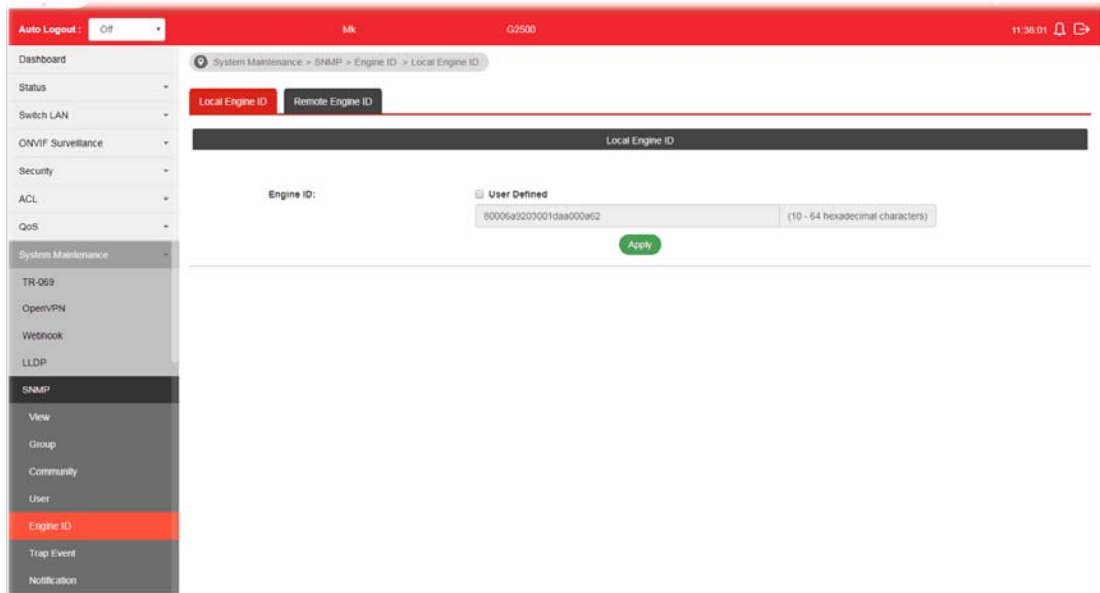 Auto Logout : Off Mk G2500 11:38:01
Dashboard
Status
Switch LAN
ONVIF Surveillance
Security
ACL
QoS
System Maintenance
TR-069
OpenVPN
Webhook
LLDP
SNMP
View
Group
Community
User
Engine ID
Trap Event
Notification
System Maintenance > SNMP > Engine ID > Local Engine ID
Local Engine ID Remote Engine ID
Local Engine ID
Engine ID: User Defined
80006a9203001daa000a62 (10 - 64 hexadecimal characters)
Apply